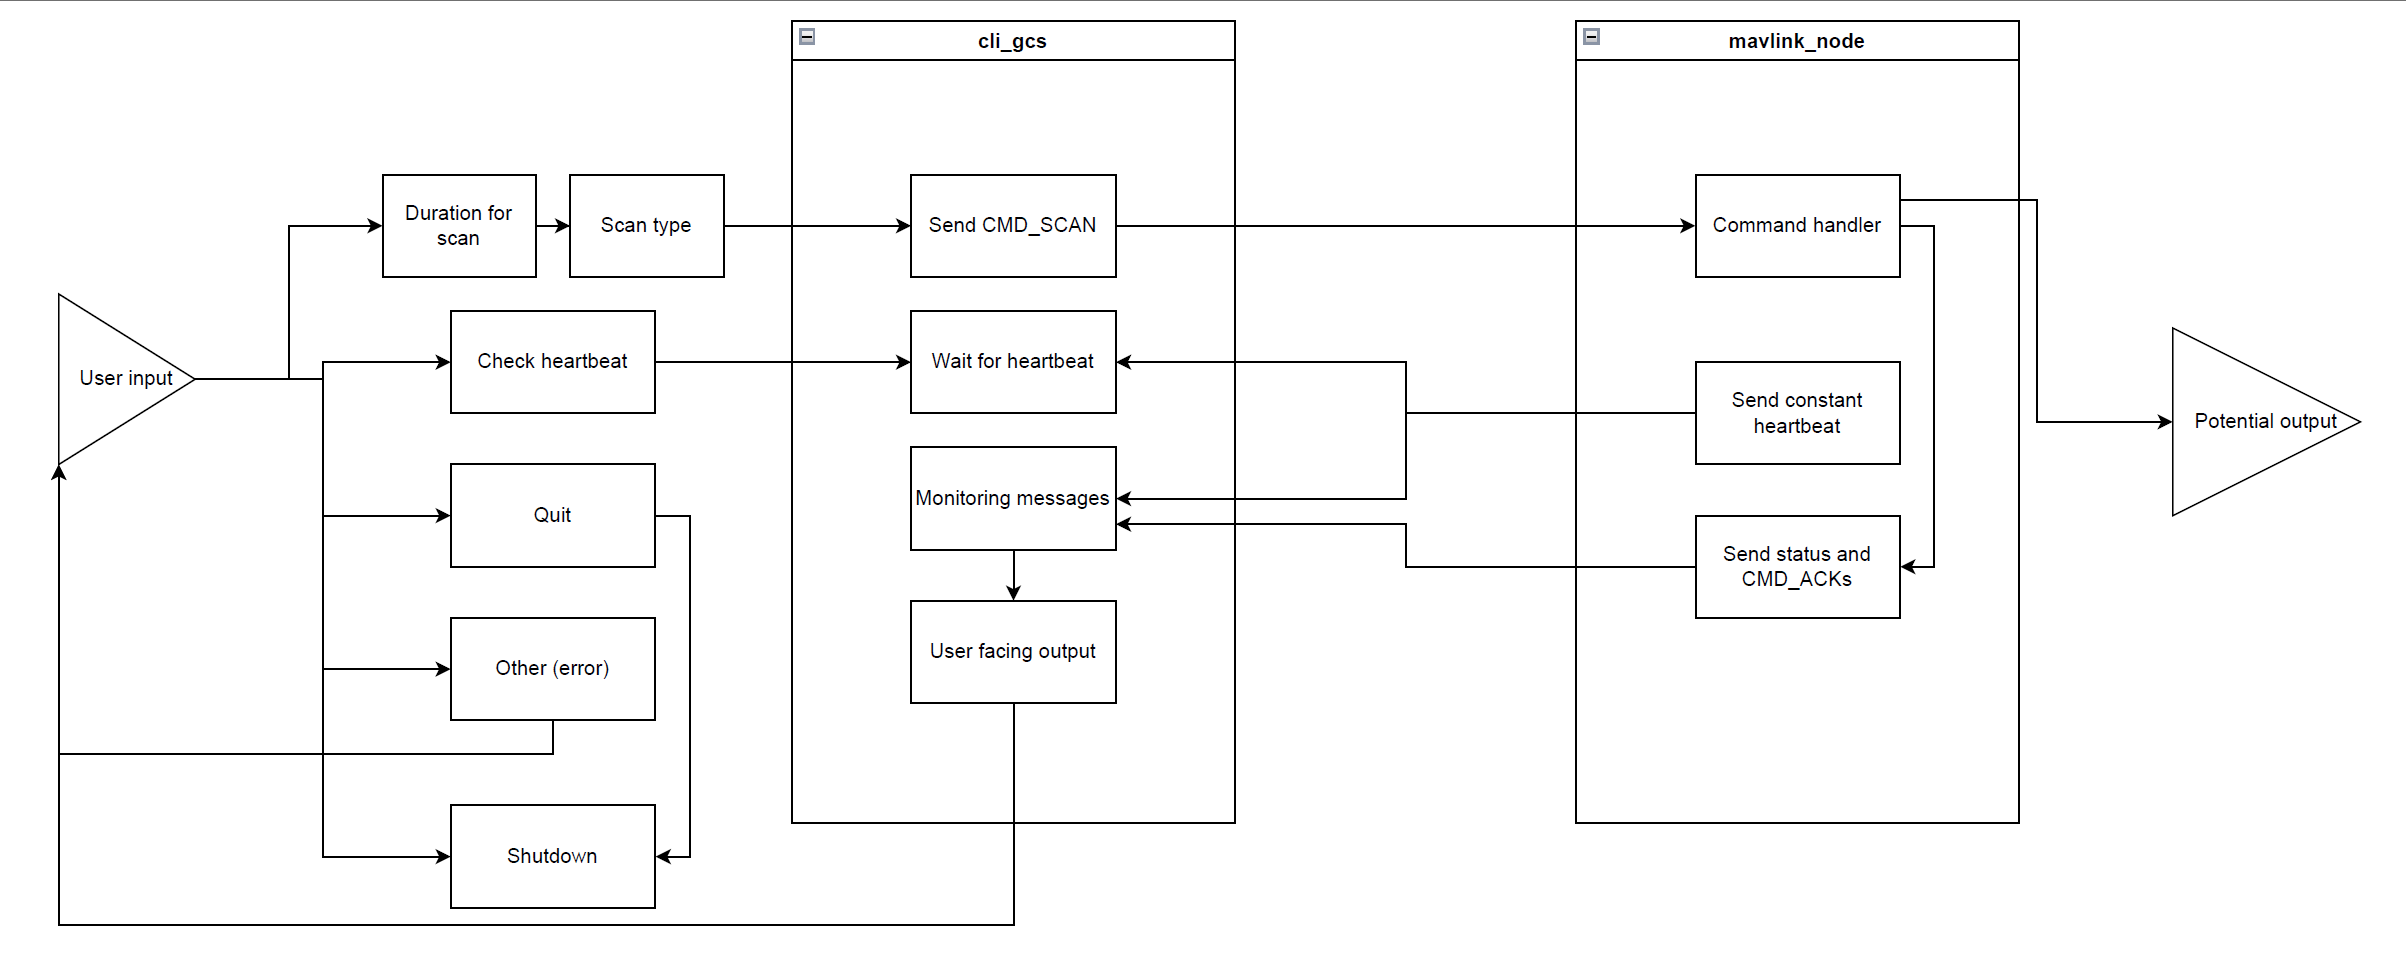 cli_gcs
mavlink_node
Duration for
scan
Scan type
Send CMD_SCAN
Command handler
User input
Check heartbeat
Wait for heartbeat
Send constant
heartbeat
Potential output
Quit
Monitoring messages
Send status and
CMD_ACKs
Other (error)
User facing output
Shutdown